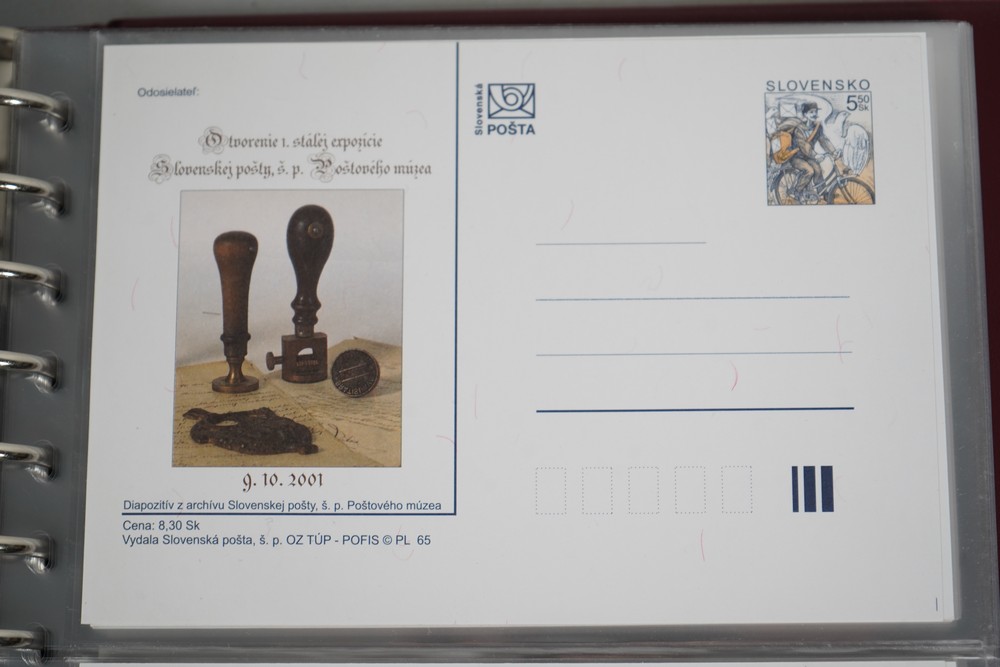 Odosielateľ:
Otvorenie 1. stálej expozície
Slovenskej pošty, š. p. Poštového múzea
9. 10. 2001
Diapozitív z archívu Slovenskej pošty, š. p. Poštového múzea
Cena: 8,30 Sk
Vydala Slovenská pošta, š. p. OZ TÚP - POFIS © PL 65
Slovenská
POŠTA
SLOVENSKO
5 50
Sk